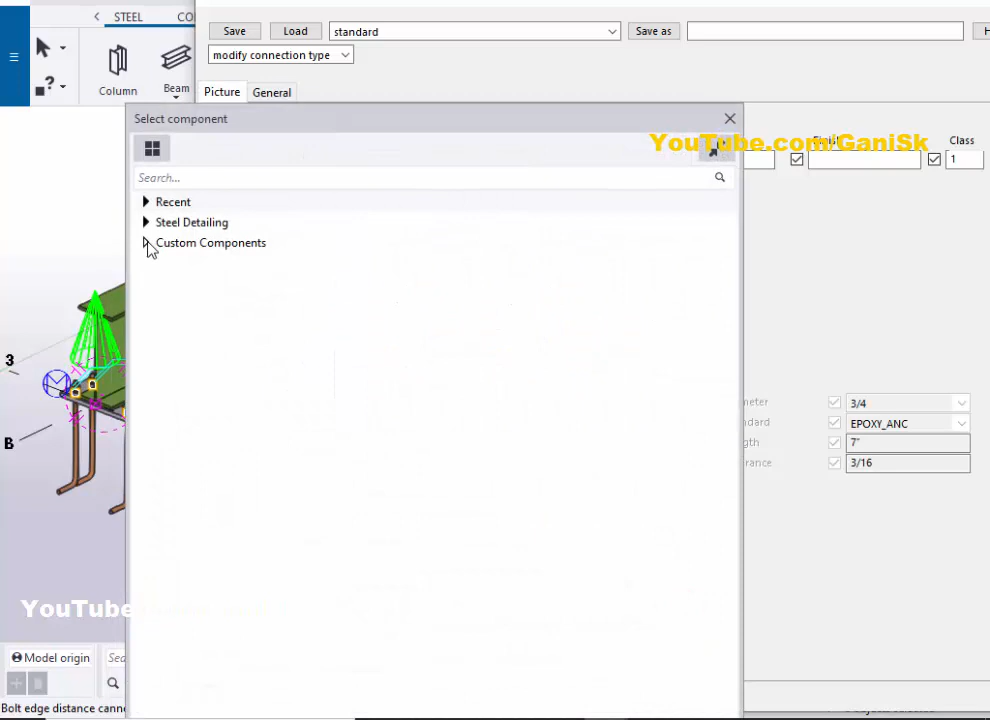 STEEL
Save
Load
standard
Save as
modify connection type
Column
Beam
Picture
General
Select component
YouTube.com/GaniSk
Class
1
Search...
Recent
Steel Detailing
Custom Components
3
B
3/4
EPOXY_ANC
7"
3/16
YouTube
Model origin
Bolt edge distance